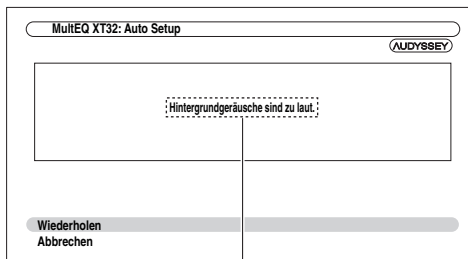 MultEQ XT32: Auto Setup
AUDYSSEY
Hintergrundgeräusche sind zu laut.
Wiederholen
Abbrechen